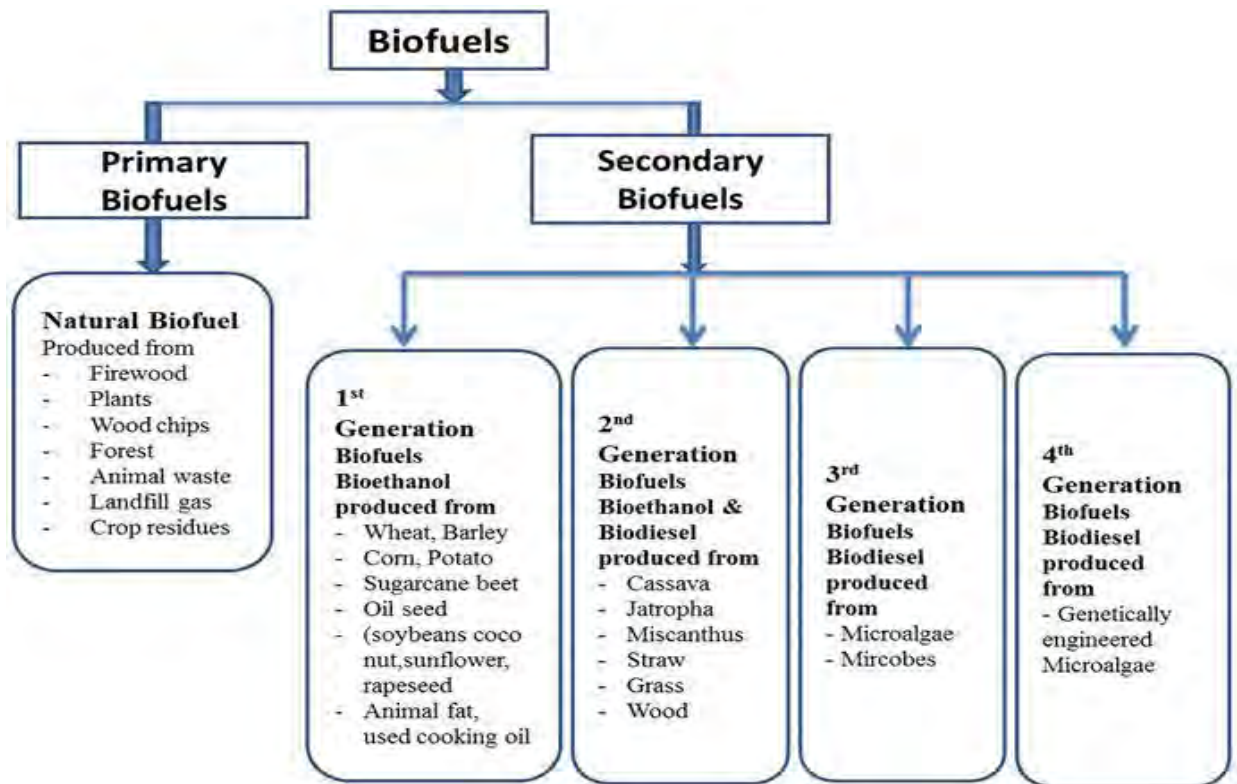 Biofuels
Primary
Biofuels
Secondary
Biofuels
Natural Biofuel
Produced from
- Firewood
- Plants
- Wood chips
- Forest
- Animal waste
- Landfill gas
- Crop residues
1st
Generation
Biofuels
Bioethanol
produced from
- Wheat, Barley
- Corn, Potato
- Sugarcane beet
- Oil seed
- (soybeans coco
nut,sunflower,
rapeseed
- Animal fat,
used cooking oil
2nd
Generation
Biofuels
Bioethanol &
Biodiesel
produced from
- Cassava
- Jatropha
- Miscanthus
- Straw
- Grass
- Wood
3rd
Generation
Biofuels
Biodiesel
produced
from
- Microalgae
- Mircobes
4th
Generation
Biofuels
Biodiesel
produced
from
- Genetically
engineered
Microalgae